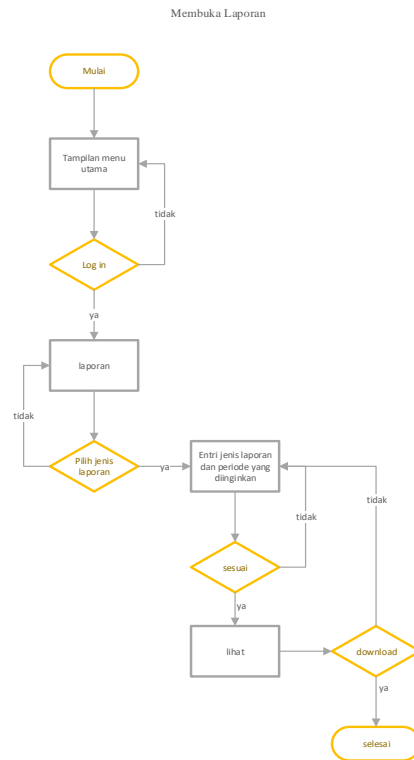 Membuka Laporan
Mulai
Tampilan menu
utama
tidak
Log in
ya
laporan
tidak
Pilih jenis
laporan
ya
Entri jenis laporan
dan periode yang
diinginkan
tidak
tidak
sesuai
ya
lihat
download
ya
selesai